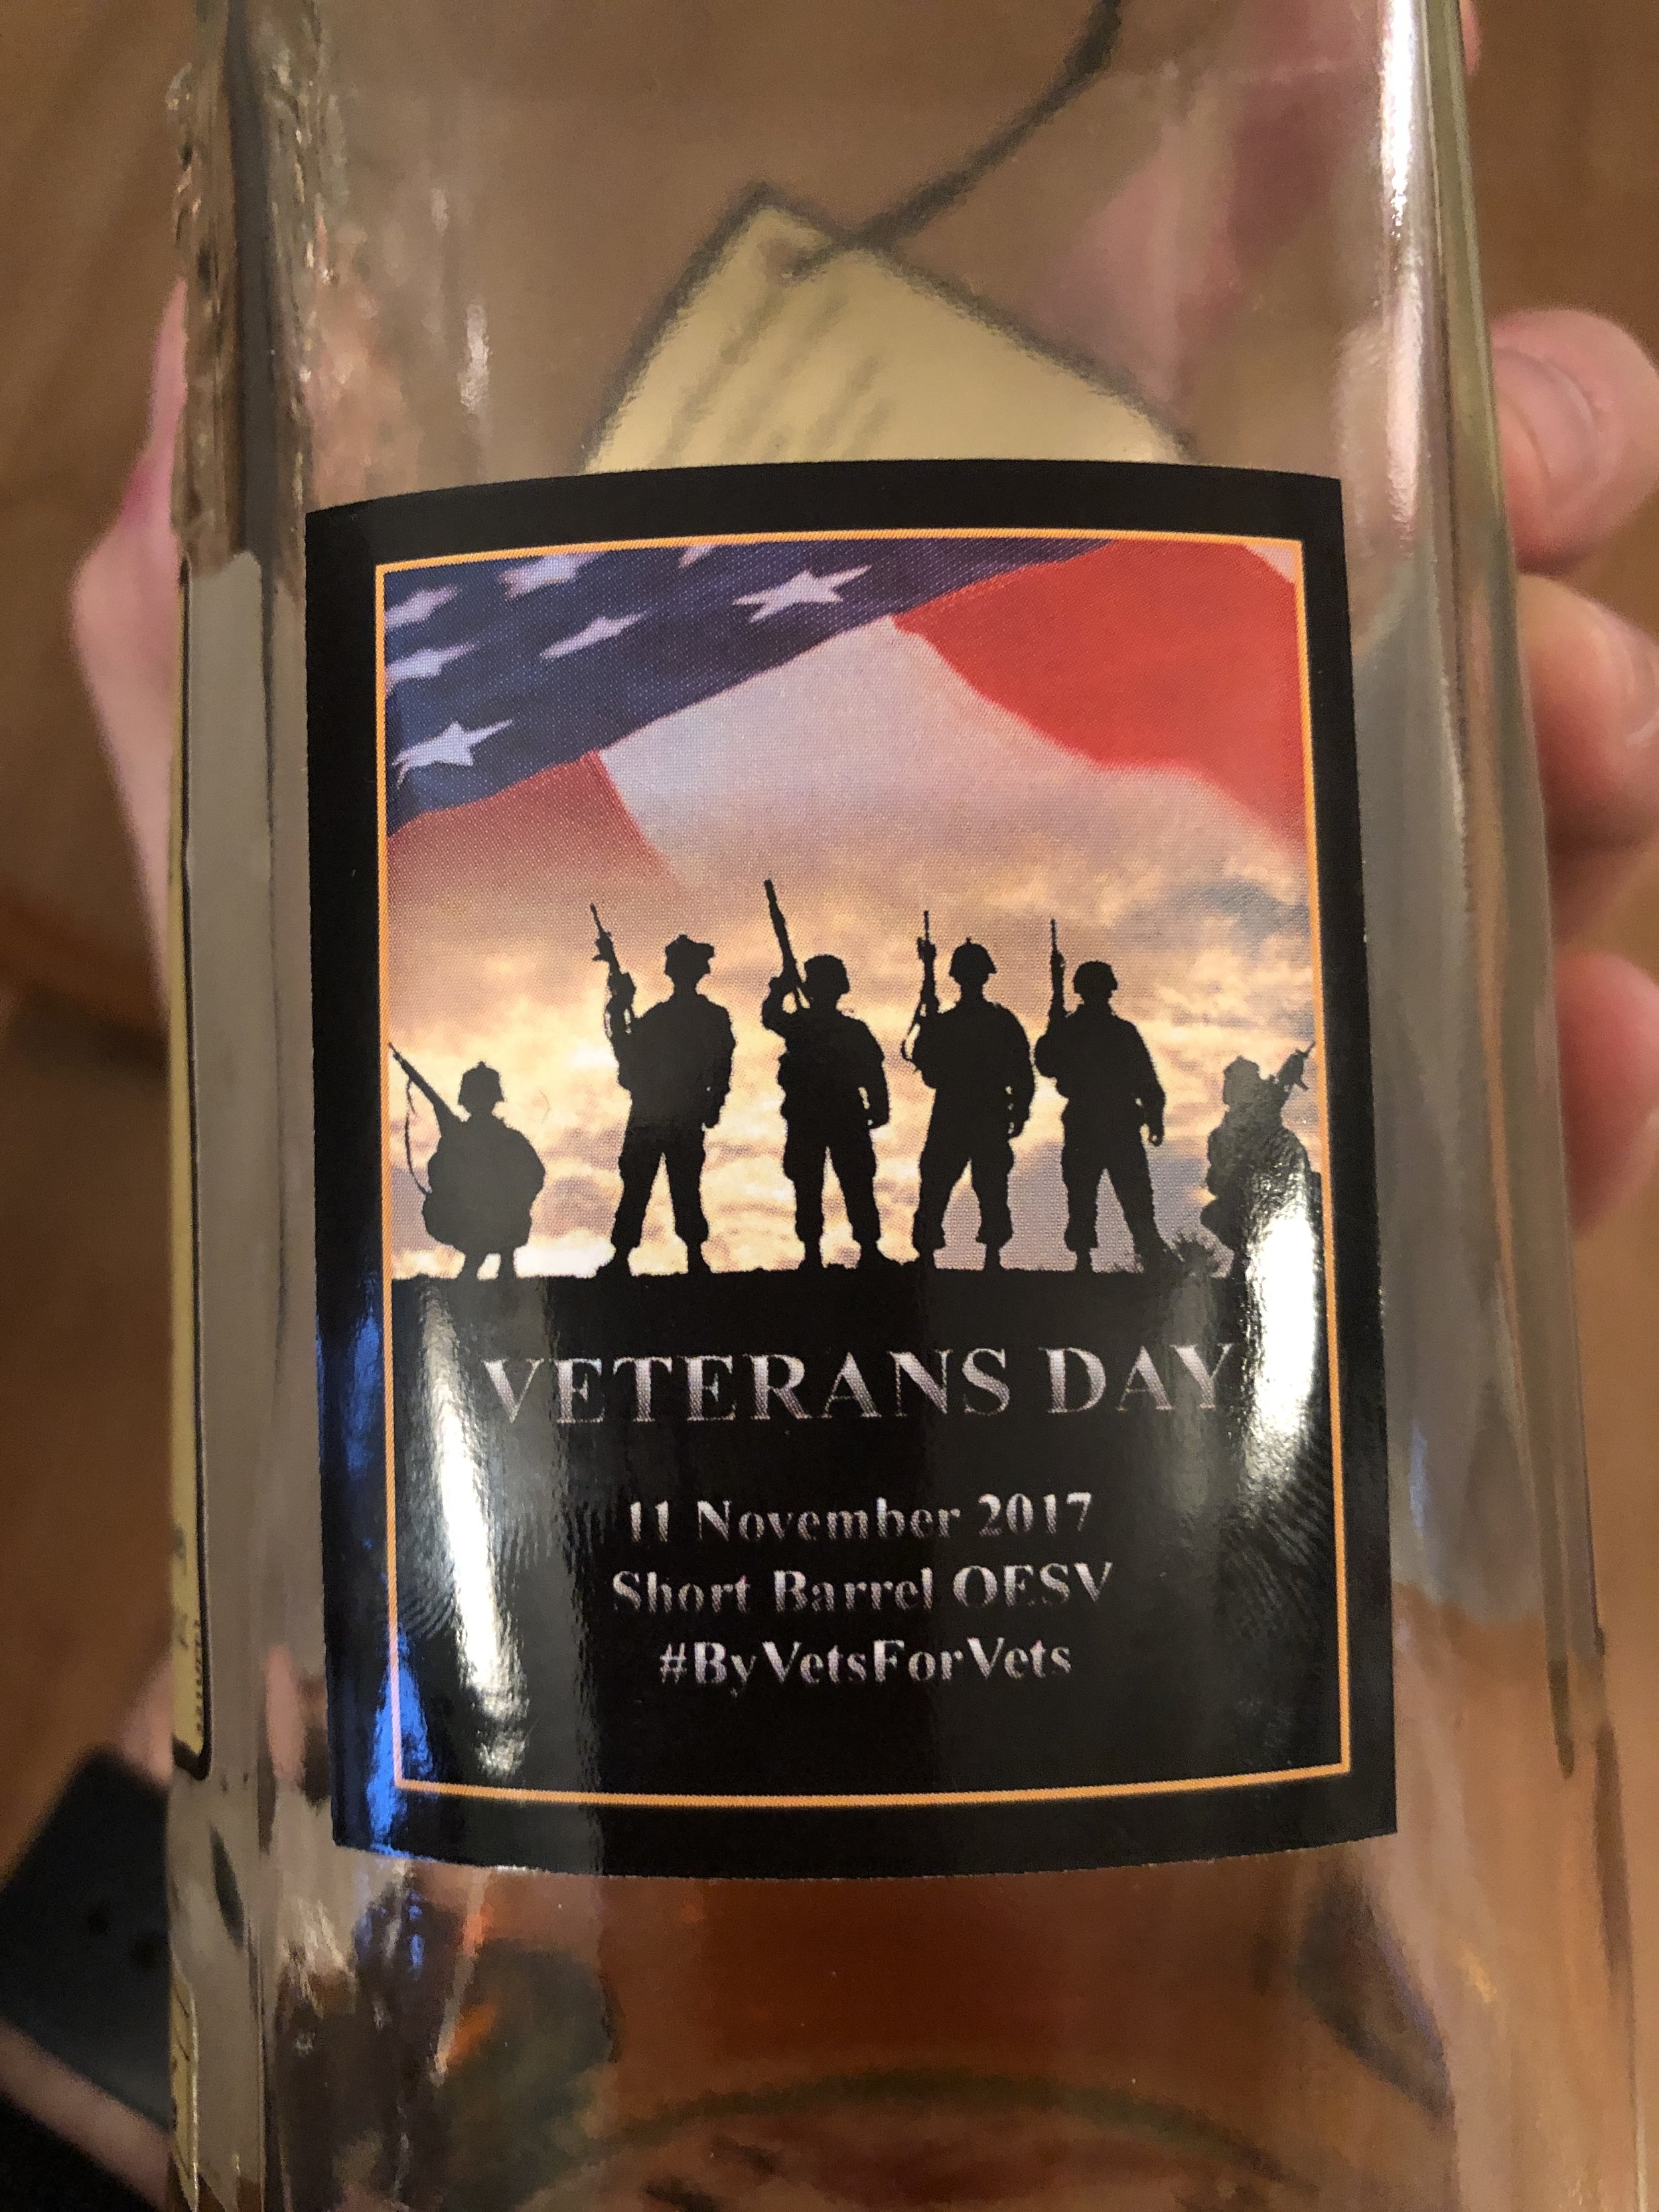 VETERANS DAY
11 November 2017
Short Barrel OESV
#ByVetsForVets